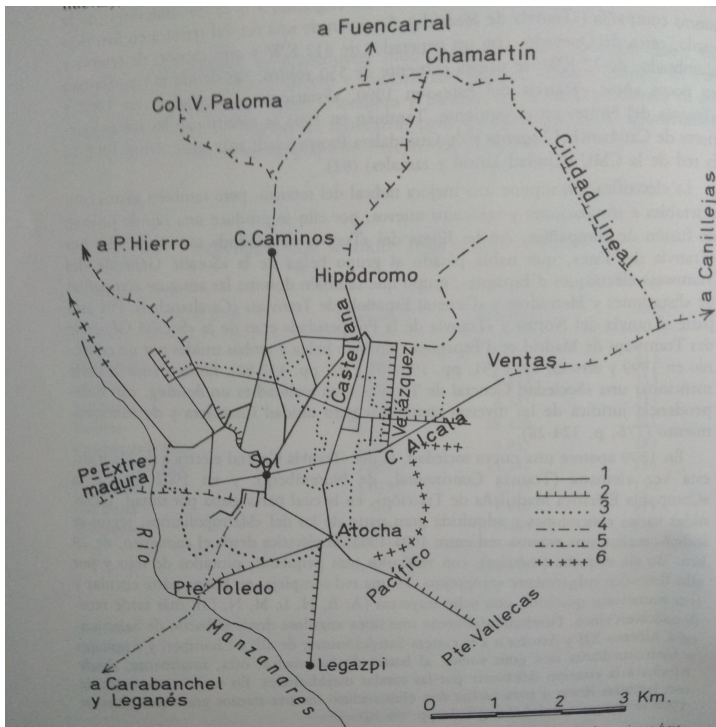 a Fuencarral
Chamartín
Col. V. Paloma
Ciudad Lineal
a Canillejas
a P. Hierro
C. Caminos
Hipódromo
Castellana
Velázquez
Ventas
C. Alcalá
Sol
Pº Extre
madura
Río
Manzanares
Atocha
Pacífico
Pte. Toledo
Pte. Vallecas
Legazpi
a Carabanchel
y Leganés
1
2
3
4
5
6
0 1 2 3 Km.